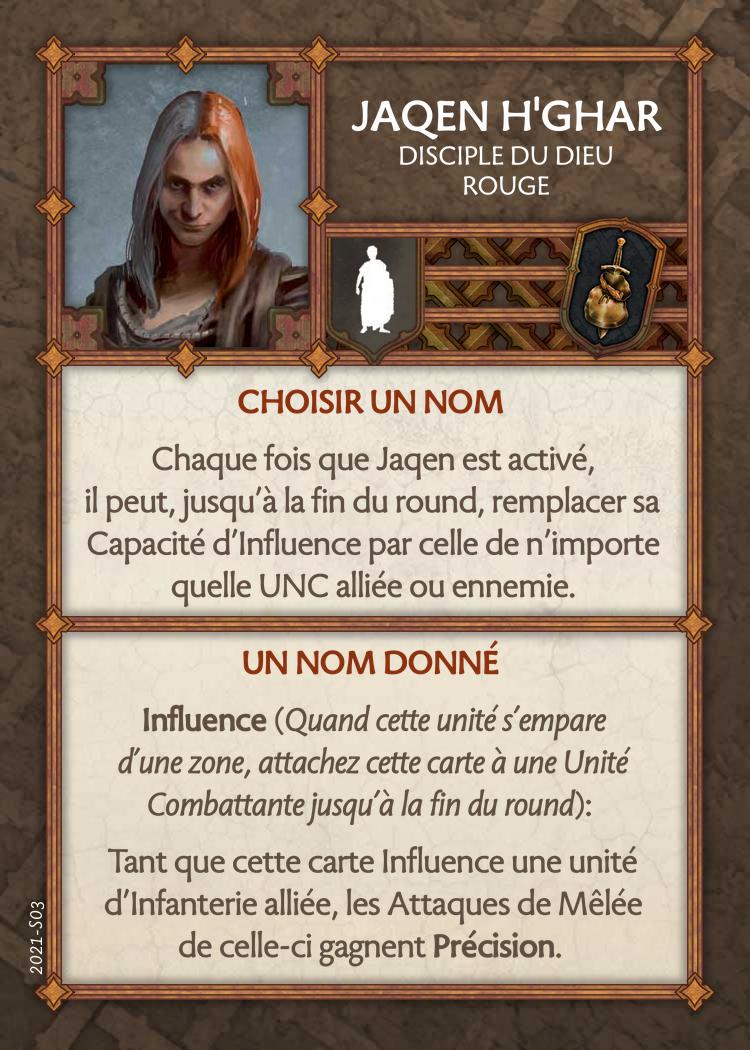 JAQEN H'GHAR
DISCIPLE DU DIEU
ROUGE
CHOISIR UN NOM
Chaque fois que Jaqen est activé,
il peut, jusqu’à la fin du round, remplacer sa
Capacité d’Influence par celle de n’importe
quelle UNC alliée ou ennemie.
UN NOM DONNÉ
Influence (Quand cette unité s’empare
d’une zone, attachez cette carte à une Unité
Combattante jusqu’à la fin du round):
Tant que cette carte Influence une unité
d’Infanterie alliée, les Attaques de Mêlée
de celle-ci gagnent Précision.
2021-S03